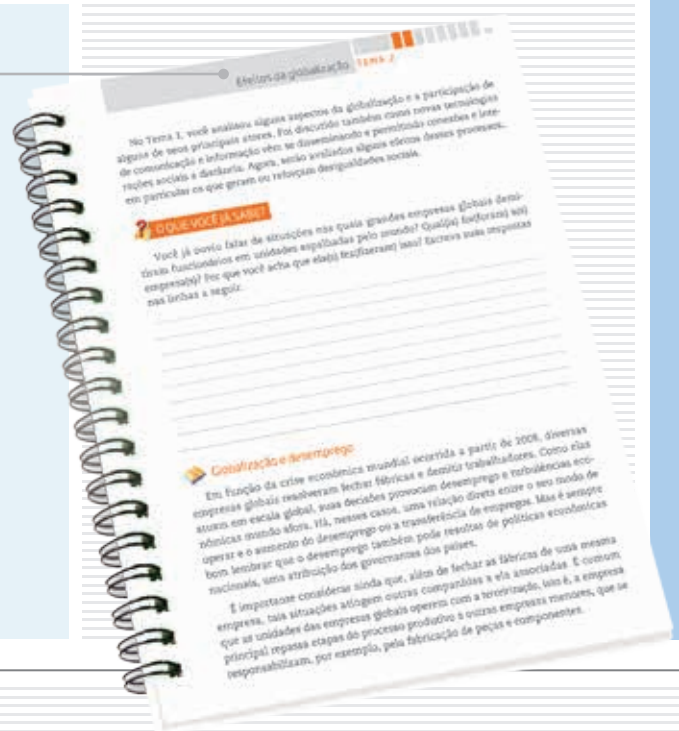 Efeitos da globalização TEMA 2
No Tema 1, você analisou alguns aspectos da globalização e a participação de
alguns de seus principais atores. Foi discutido também como novas tecnologias
de comunicação e informação vêm se disseminando e permitindo conexões e inte-
rações sociais a distância. Agora, serão avaliados alguns efeitos desses processos,
em particular os que geram ou reforçam desigualdades sociais.
O QUE VOCÊ JÁ SABE?
Você já ouviu falar de situações nas quais grandes empresas globais demi-
tiram funcionários em unidades espalhadas pelo mundo? Qual(is) foi(foram) a(s)
empresa(s)? Por que você acha que ela(s) fez(fizeram) isso? Escreva suas respostas
nas linhas a seguir.
Globalização e desemprego
Em função da crise econômica mundial ocorrida a partir de 2008, diversas
empresas globais resolveram fechar fábricas e demitir trabalhadores. Como elas
atuam em escala global, suas decisões provocam desemprego e turbulências eco-
nômicas mundo afora. Há, nesses casos, uma relação direta entre o seu modo de
operar e o aumento do desemprego ou a transferência de empregos. Mas é sempre
bom lembrar que o desemprego também pode resultar de políticas econômicas
nacionais, uma atribuição dos governantes dos países.
É importante considerar ainda que, além de fechar as fábricas de uma mesma
empresa, tais situações atingem outras companhias a ela associadas. É comum
que as unidades das empresas globais operem com a terceirização, isto é, a empresa
principal repassa etapas do processo produtivo a outras empresas menores, que se
responsabilizam, por exemplo, pela fabricação de peças e componentes.